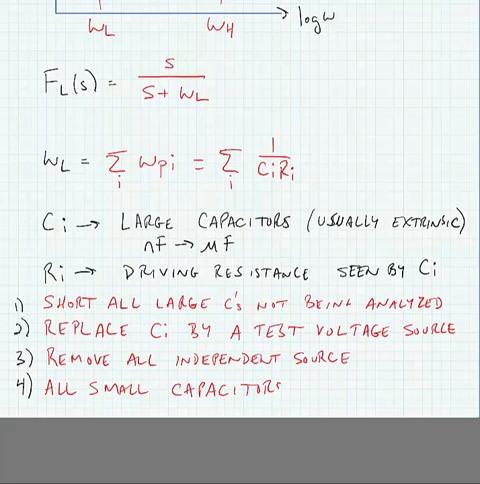 log ω
ωL ωH
FL(s) = s / (s + ωL)
ωL = Σi ωpi = Σi 1 / (CiRi)
Ci → LARGE CAPACITORS (USUALLY EXTRINSIC)
nF → μF
Ri → DRIVING RESISTANCE SEEN BY Ci
1) SHORT ALL LARGE C's NOT BEING ANALYZED
2) REPLACE Ci BY A TEST VOLTAGE SOURCE
3) REMOVE ALL INDEPENDENT SOURCE
4) ALL SMALL CAPACITORS